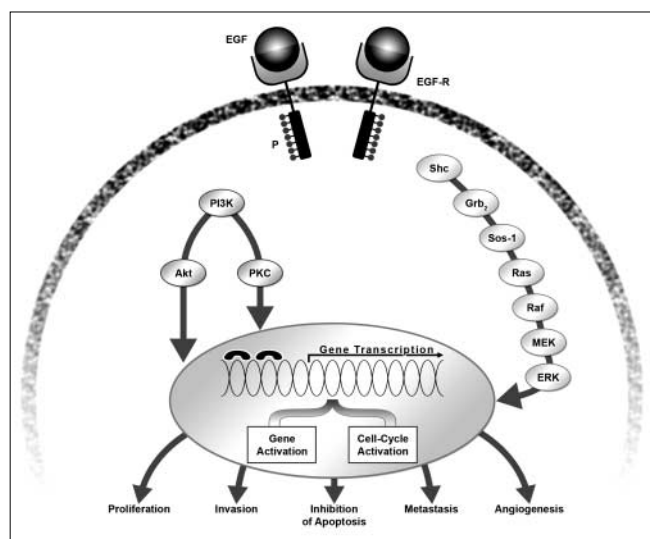 EGF
EGF-R
P
Shc
Grb2
Sos-1
Ras
Raf
MEK
ERK
PI3K
Akt
PKC
Gene Transcription
Gene
Activation
Cell-Cycle
Activation
Proliferation
Invasion
Inhibition
of Apoptosis
Metastasis
Angiogenesis